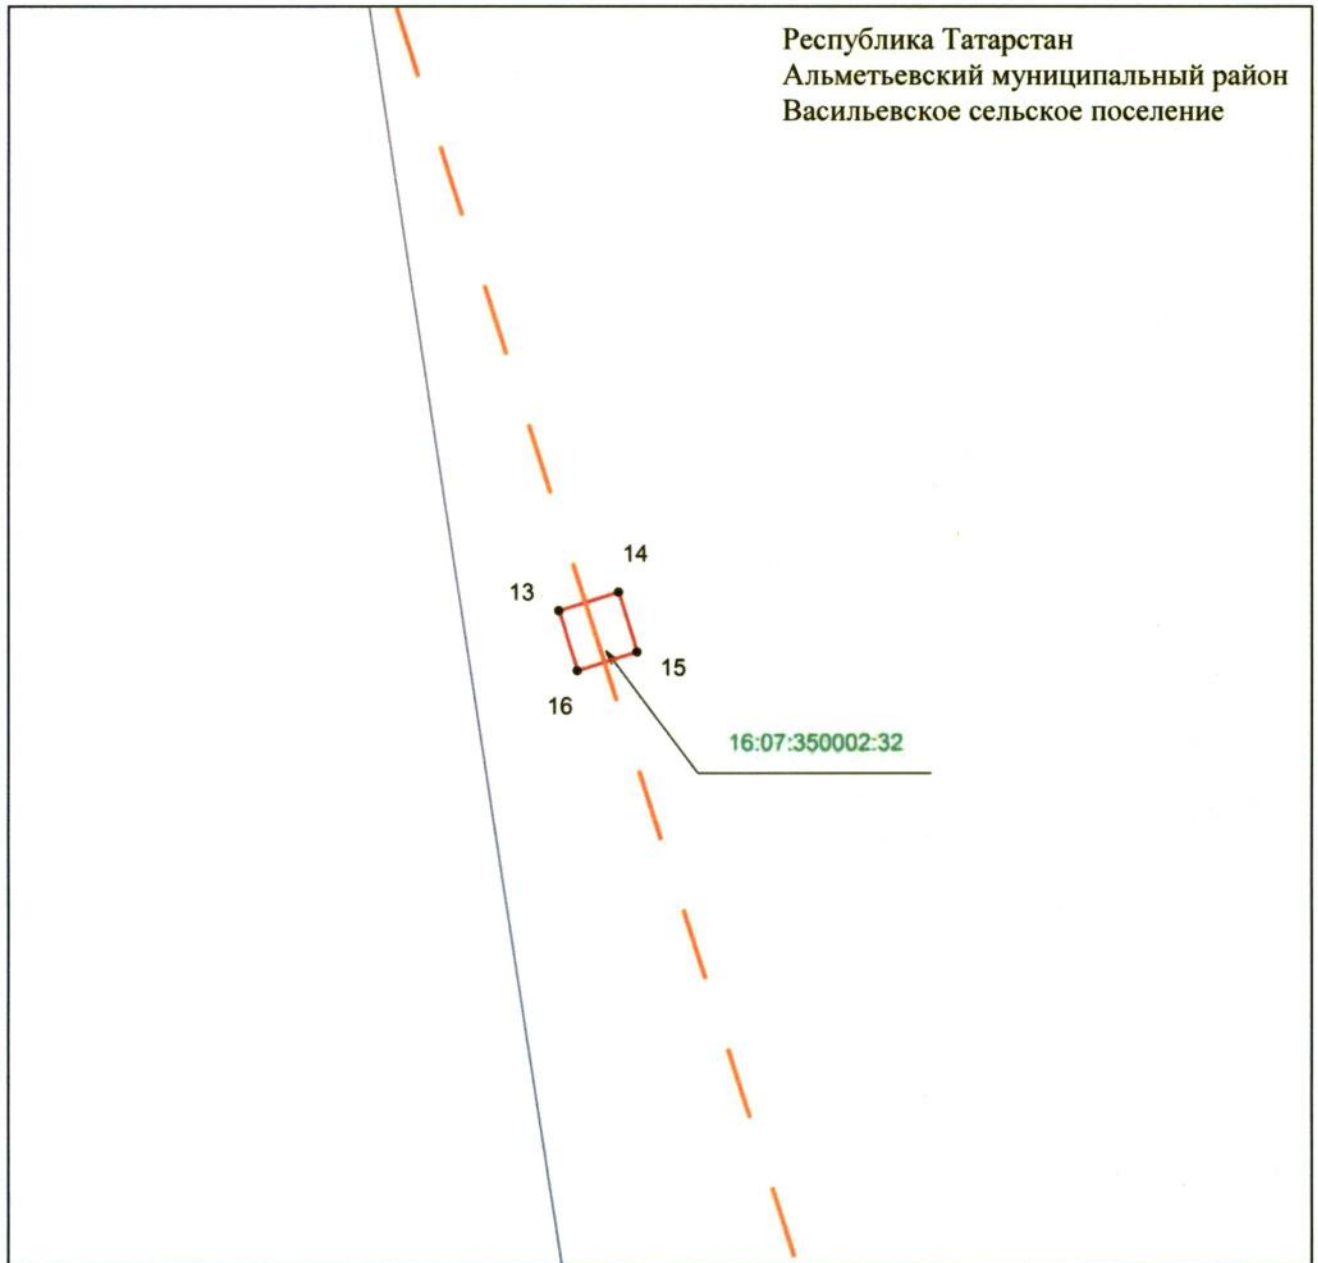 Республика Татарстан
Альметьевский муниципальный район
Васильевское сельское поселение
14
13
15
16
16:07:350002:32